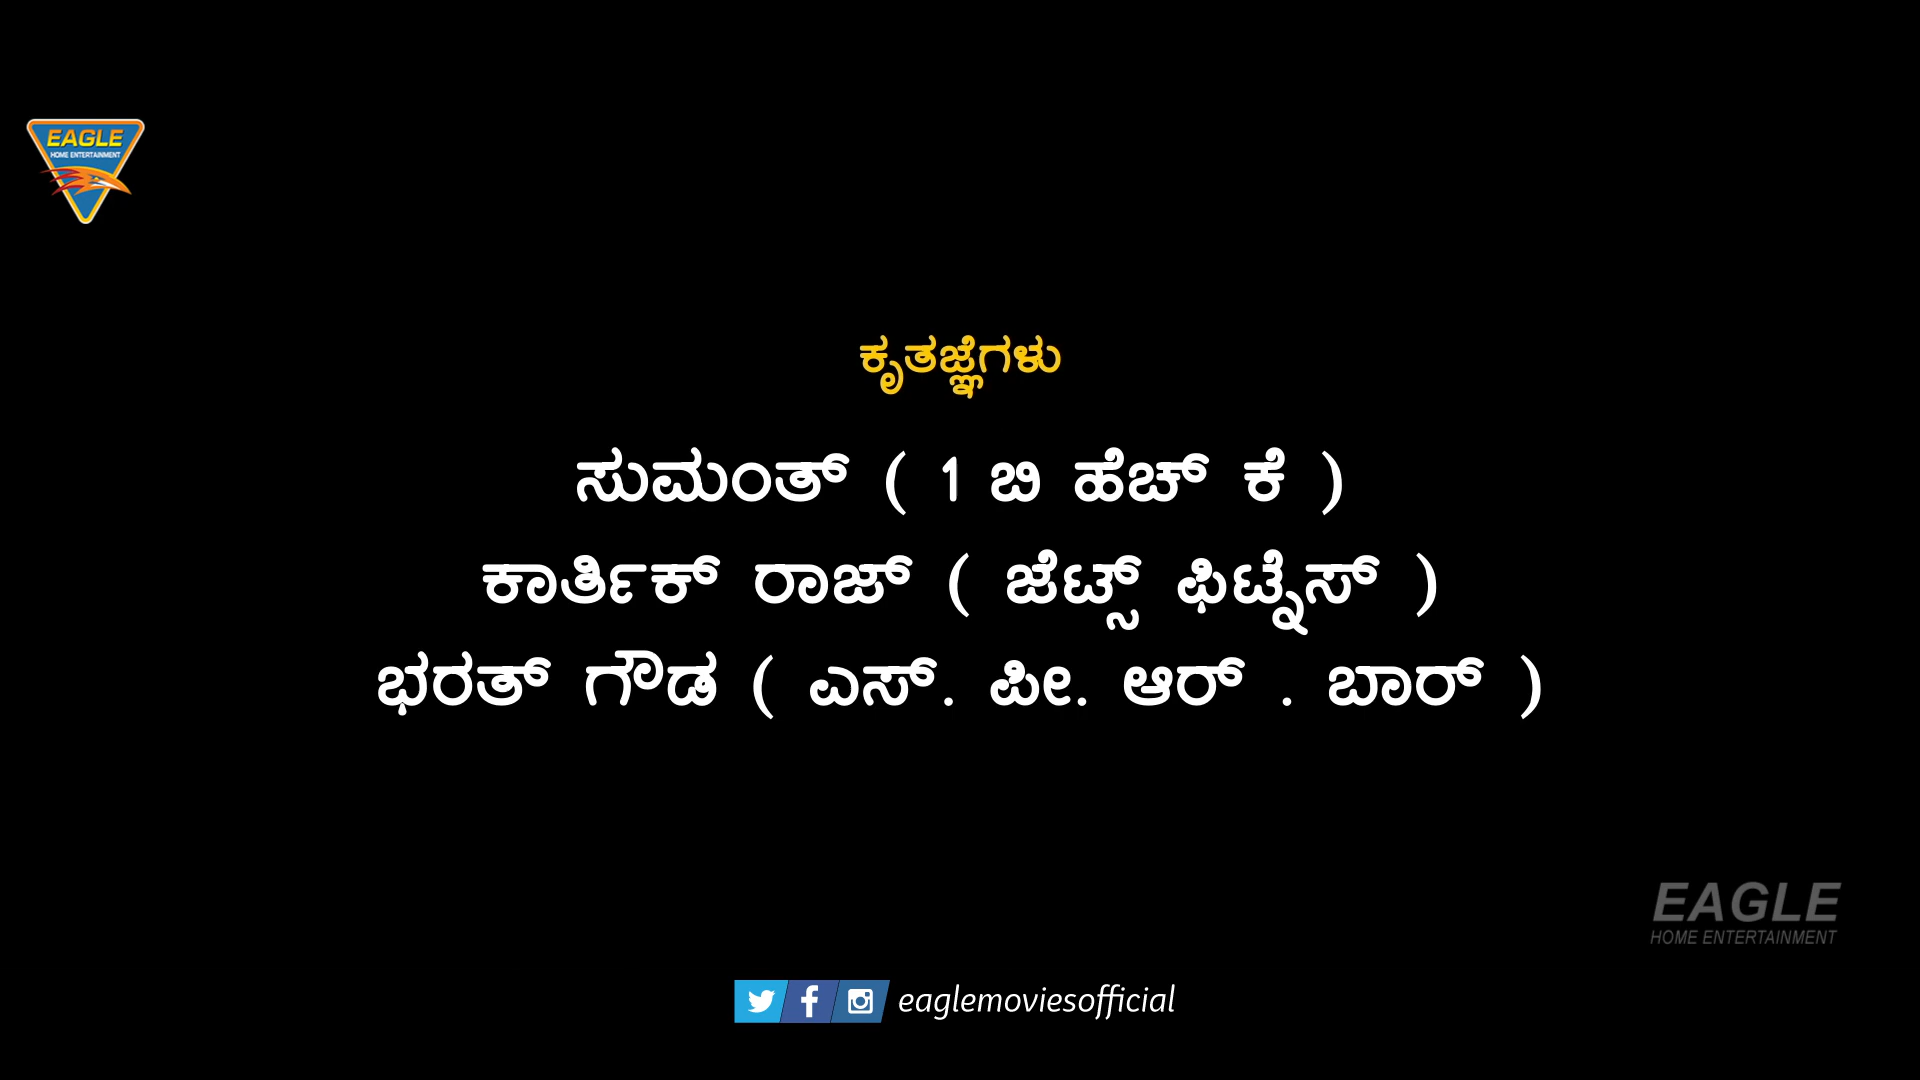 EAGLE
HOME ENTERTAINMENT
ಕೃತಜ್ಞೆಗಳು
ಸುಮಂತ್ ( 1 ಬಿ ಹೆಚ್ ಕೆ )
ಕಾರ್ತಿಕ್ ರಾಜ್ ( ಜೆಟ್ಸ್ ಫಿಟ್ನೆಸ್ )
ಭರತ್ ಗೌಡ ( ಎಸ್. ಪೀ. ಆರ್ . ಬಾರ್ )
EAGLE
HOME ENTERTAINMENT
eaglemoviesofficial